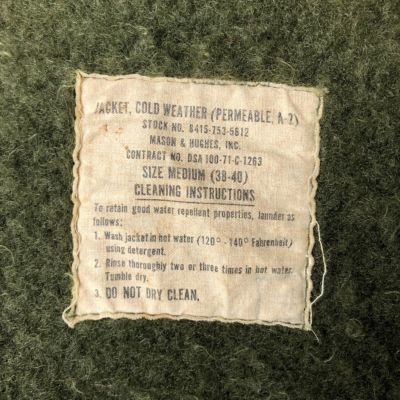 JACKET, COLD WEATHER (PERMEABLE, A-2)
STOCK NO. 8415-753-5612
MASON & HUGHES, INC.
CONTRACT NO. DSA 100-71-C-1263
SIZE MEDIUM (38-40)
CLEANING INSTRUCTIONS
To retain good water repellent properties, launder as
follows:
1. Wash jacket in hot water (120° - 140° Fahrenheit)
using detergent.
2. Rinse thoroughly two or three times in hot water.
Tumble dry.
3. DO NOT DRY CLEAN.